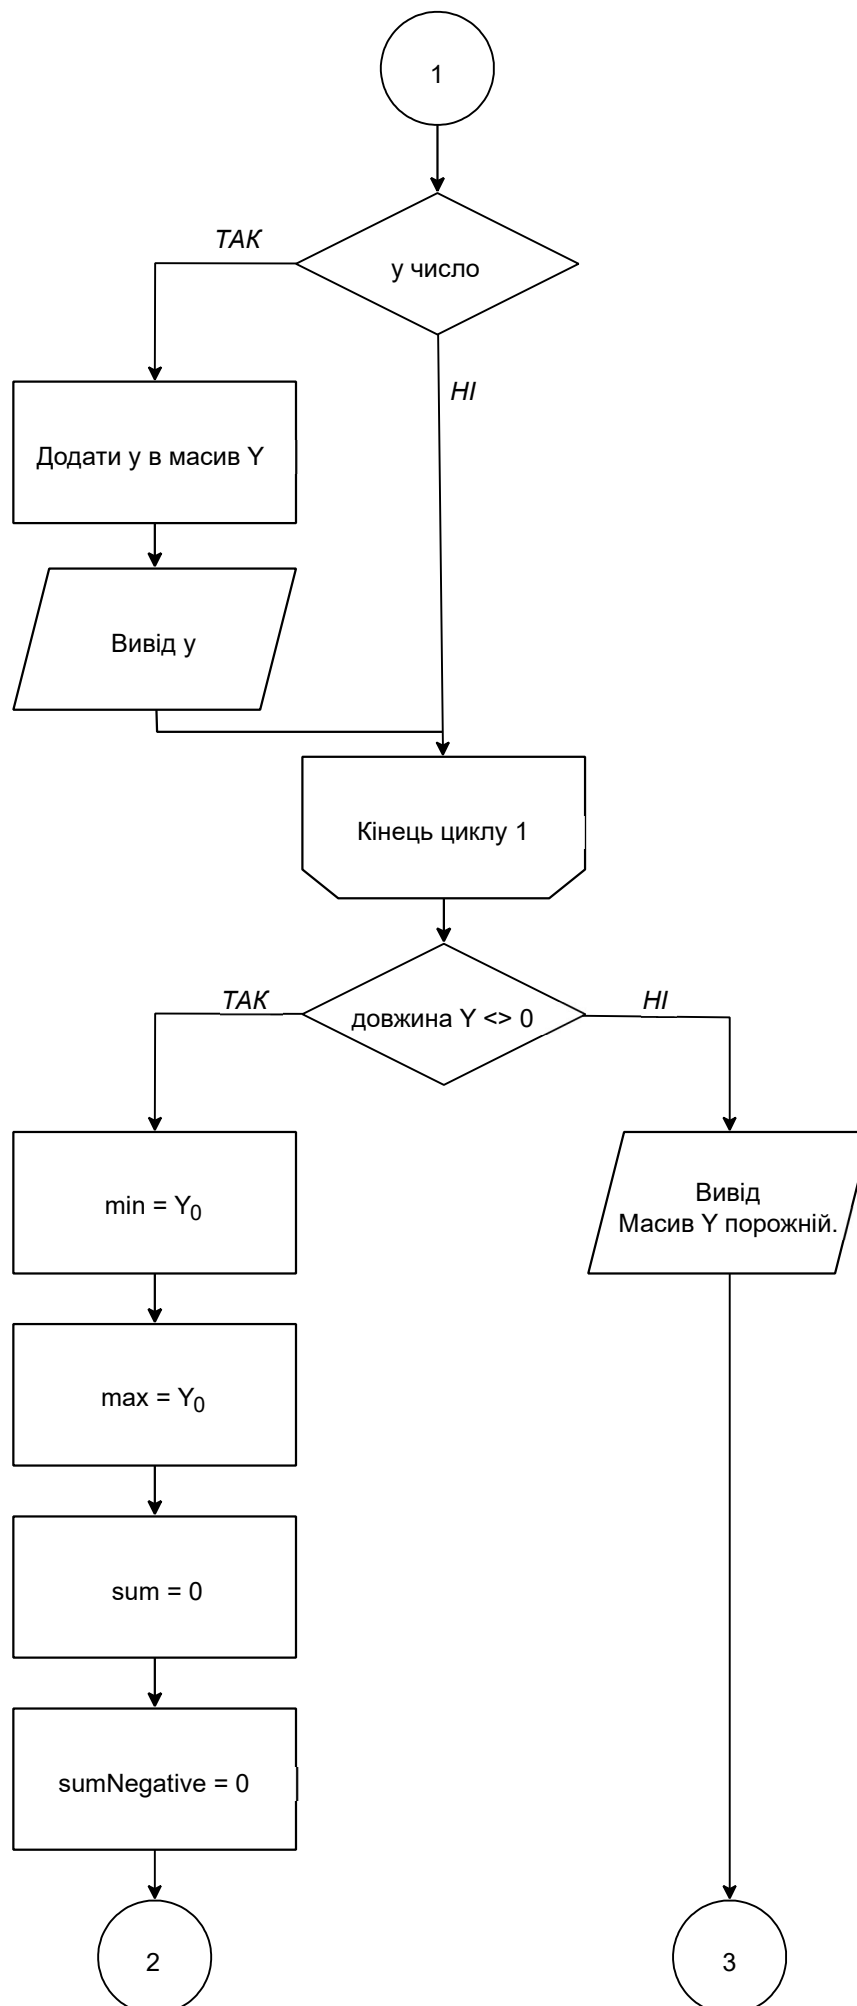 1
ТАК
y число
НІ
Додати y в масив Y
Вивід y
Кінець циклу 1
ТАК
довжина Y <> 0
НІ
min = Y0
Вивід
Масив Y порожній.
max = Y0
sum = 0
sumNegative = 0
2
3